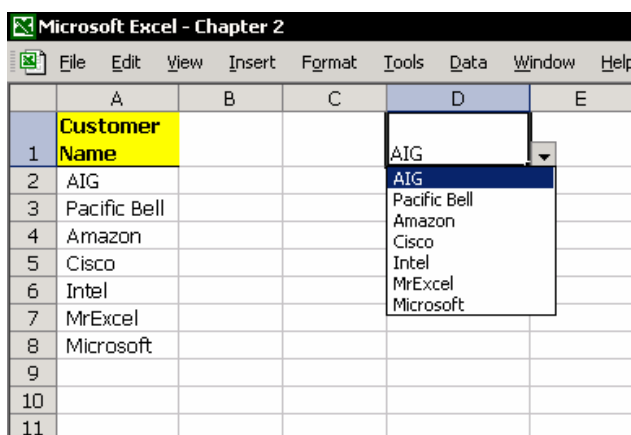 Microsoft Excel - Chapter 2
File Edit View Insert Format Tools Data Window Help
A B C D E
Customer
1 Name AIG
2 AIG AIG
3 Pacific Bell Pacific Bell
4 Amazon Amazon
5 Cisco Cisco
6 Intel Intel
7 MrExcel MrExcel
8 Microsoft Microsoft
9
10
11